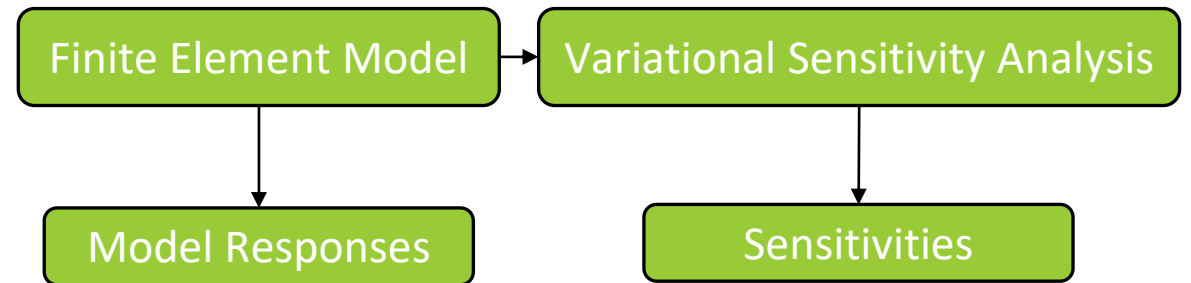 Finite Element Model
Variational Sensitivity Analysis
Model Responses
Sensitivities